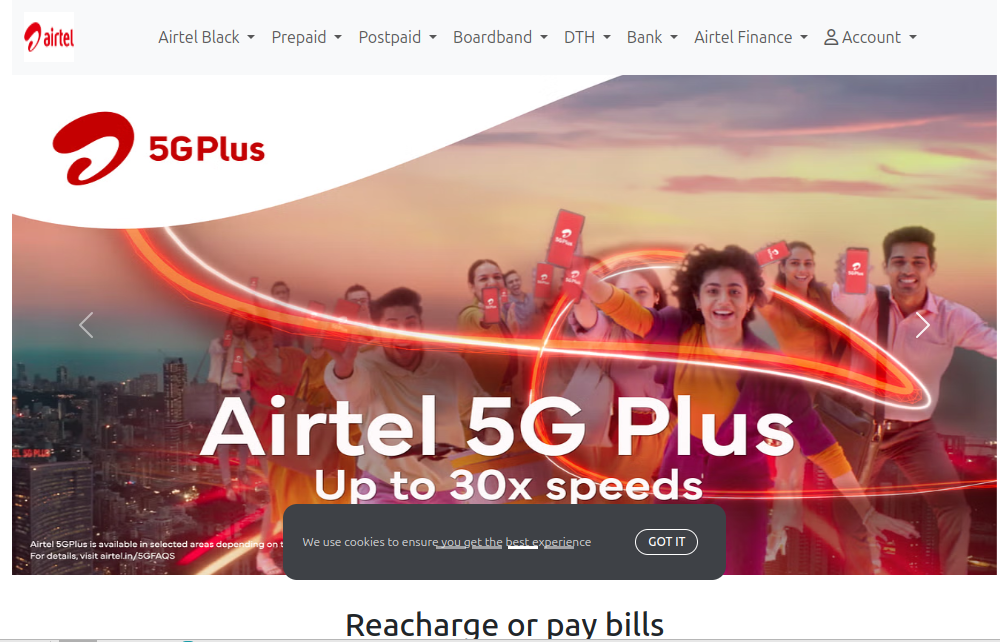 airtel
Airtel Black Prepaid Postpaid Boardband DTH Bank Airtel Finance Account
5G Plus
5G Plus
Airtel 5G Plus
Up to 30x speeds
Airtel 5GPlus is available in selected areas depending on
For details, visit airtel.in/5GFAQS
We use cookies to ensure you get the best experience
GOT IT
Reacharge or pay bills